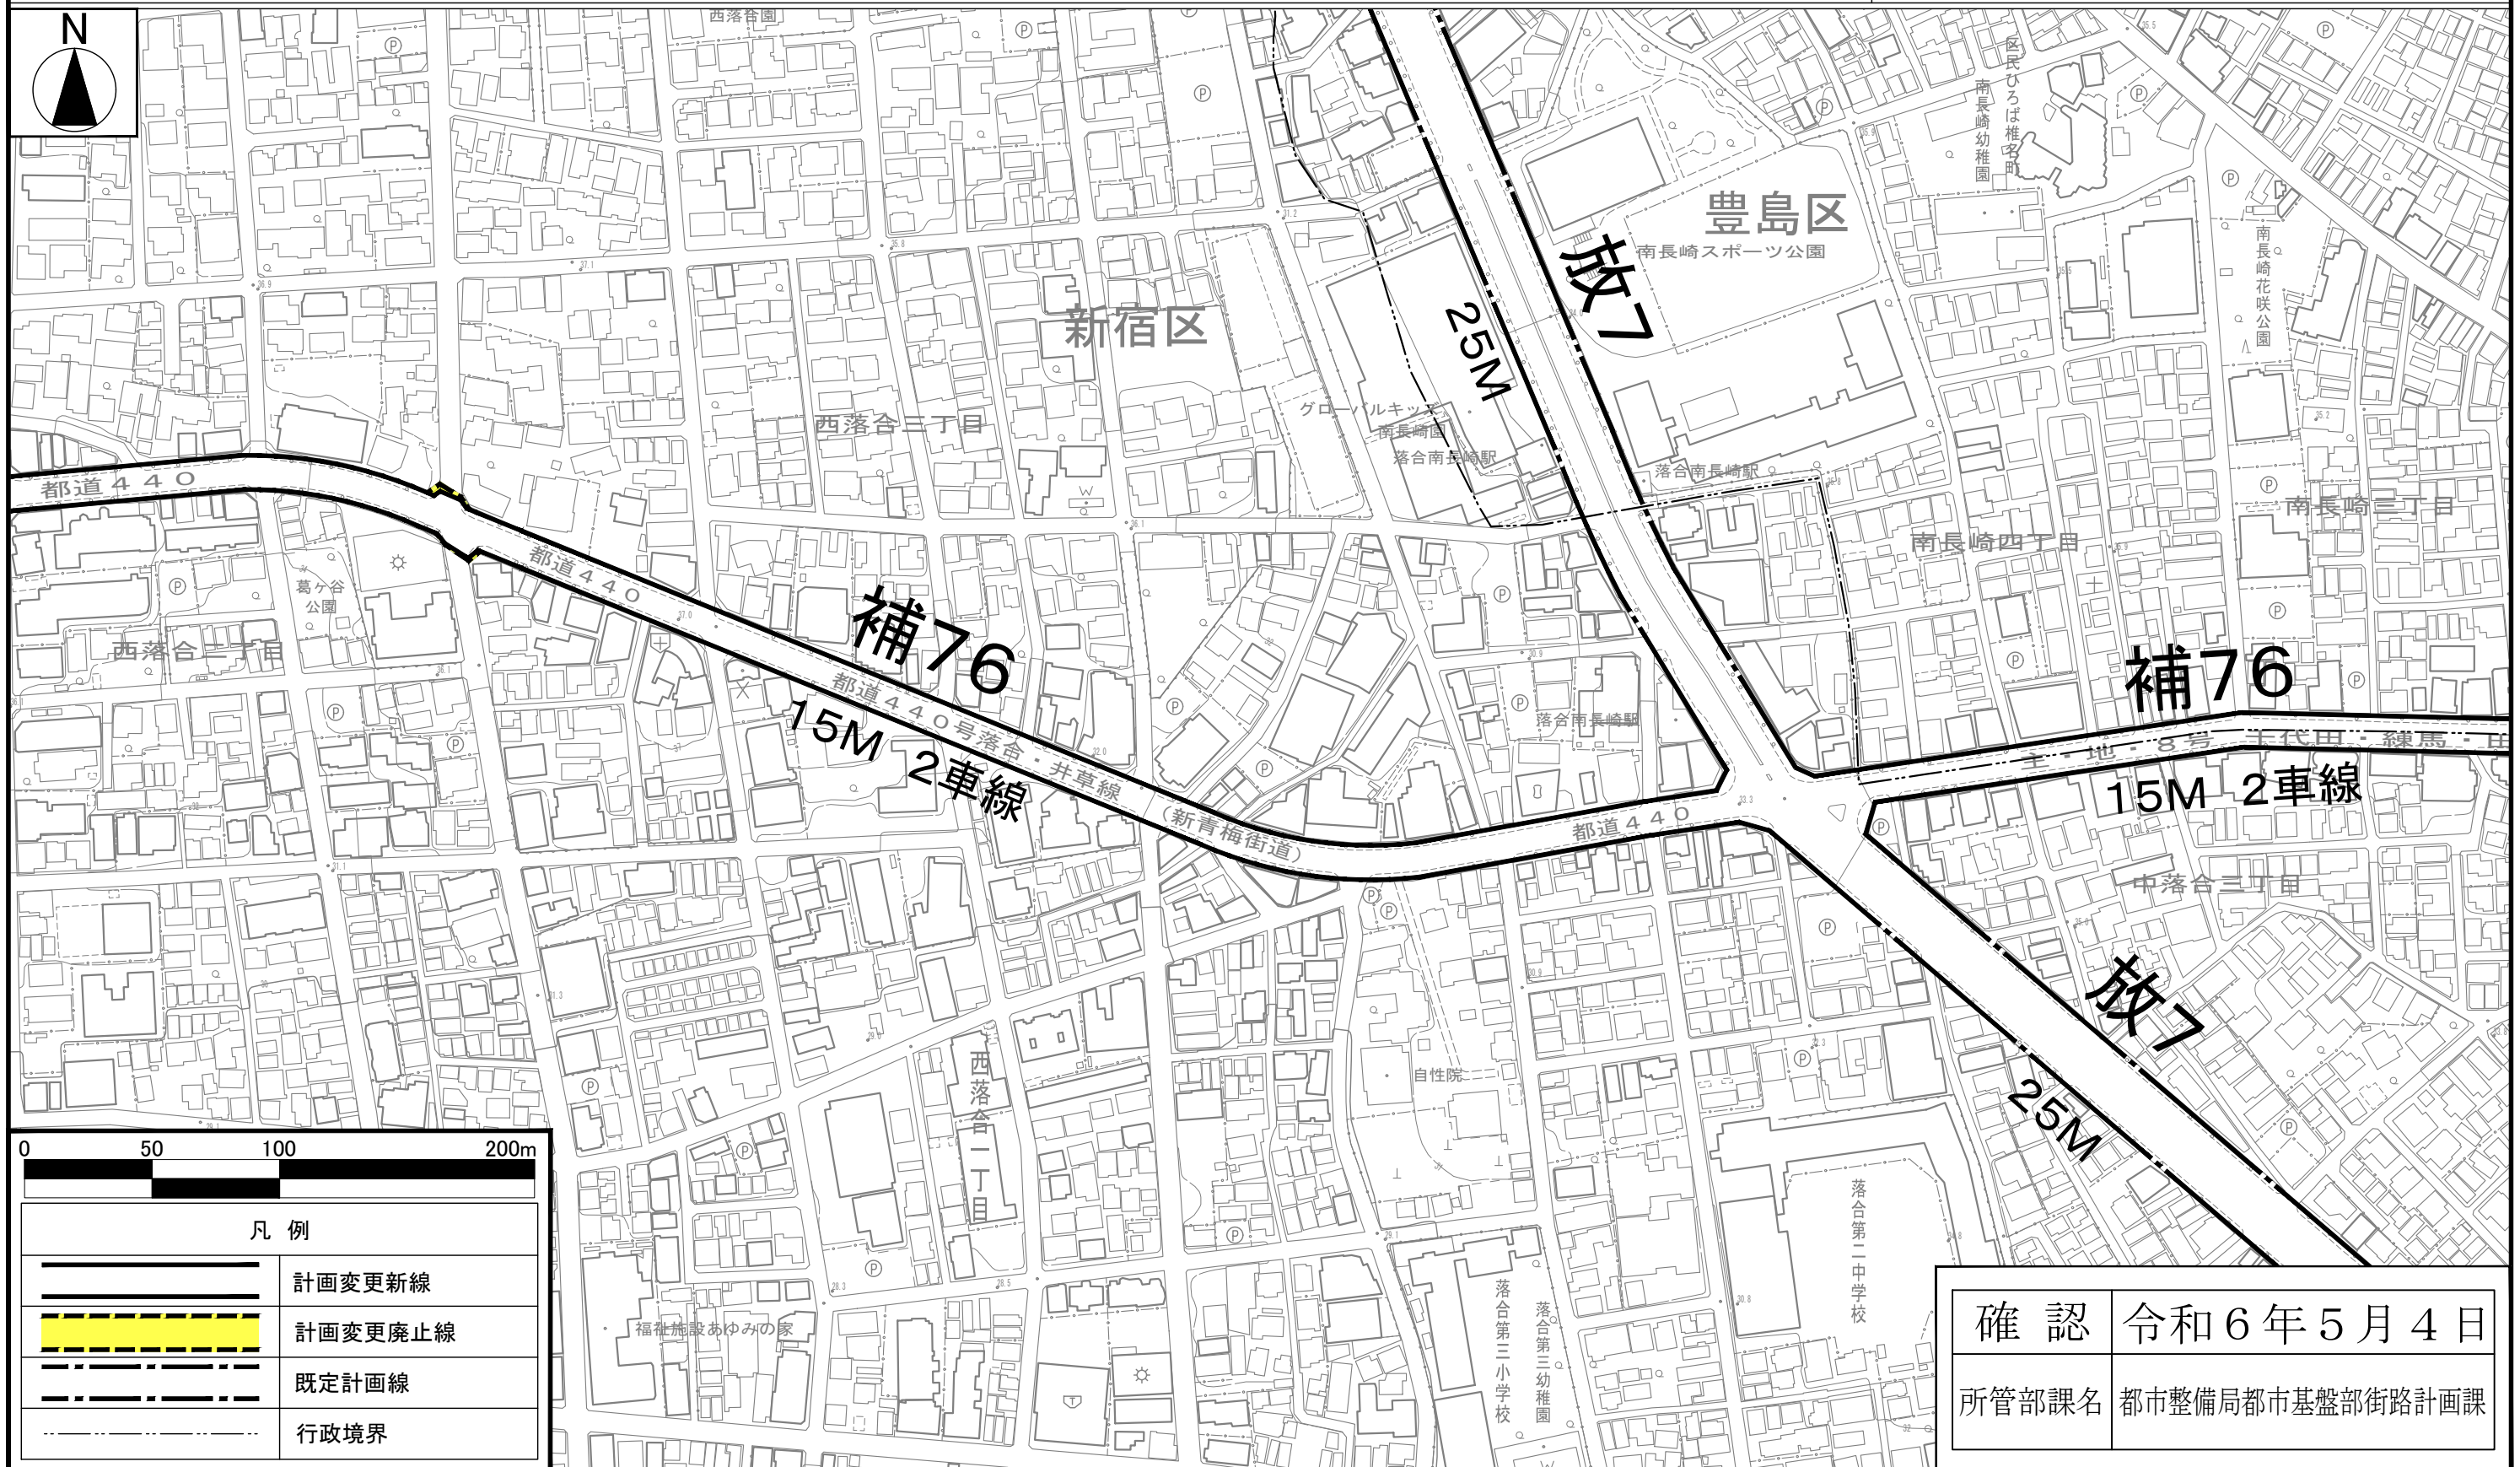 N
西落合園
区民ひろば椎名町
南長崎幼稚園
豊島区
南長崎スポーツ公園
放7
25M
新宿区
南長崎花咲公園
西落合三丁目
グローバルキッズ
南長崎園
落合南長崎駅
落合南長崎駅
都道440
南長崎三丁目
南長崎四丁目
都道440
葛ヶ谷
公園
西落合二丁目
補76
補76
都道440号落合・井草線
(新青梅街道)
15M 2車線
落合南長崎駅
都道440
主・地・8号 千代田・練馬・田
15M 2車線
中落合三丁目
放7
25M
西落合一丁目
自性院
落合第二中学校
落合第三小学校
落合第三幼稚園
福祉施設あゆみの家
0 50 100 200m
凡例
計画変更新線
計画変更廃止線
既定計画線
行政境界
確認 令和6年5月4日
所管部課名 都市整備局都市基盤部街路計画課